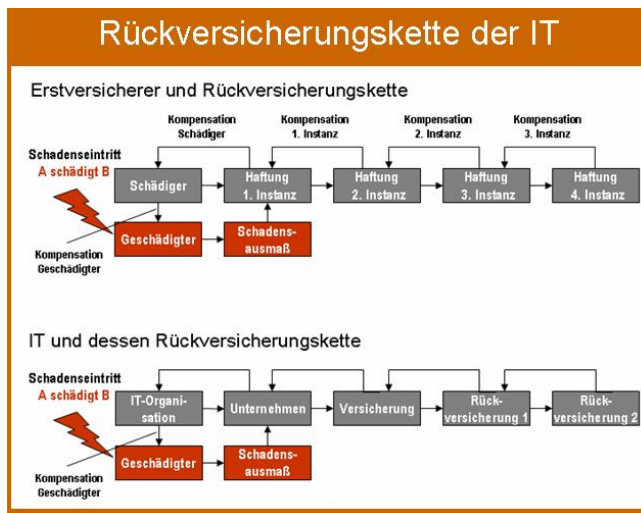 Rückversicherungskette der IT
Erstversicherer und Rückversicherungskette
Kompensation
Schädiger
Kompensation
1. Instanz
Kompensation
2. Instanz
Kompensation
3. Instanz
Schadenseintritt
A schädigt B
Schädiger
Haftung
1. Instanz
Haftung
2. Instanz
Haftung
3. Instanz
Haftung
4. Instanz
Geschädigter
Schadens-
ausmaß
Kompensation
Geschädigter
IT und dessen Rückversicherungskette
Schadenseintritt
A schädigt B
IT-Organi-
sation
Unternehmen
Versicherung
Rück-
versicherung 1
Rück-
versicherung 2
Geschädigter
Schadens-
ausmaß
Kompensation
Geschädigter